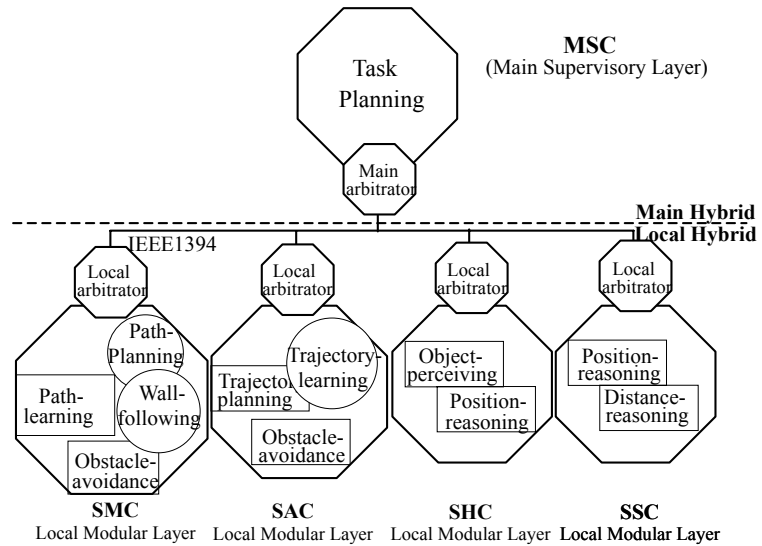 MSC
(Main Supervisory Layer)
Task
Planning
Main
arbitrator
Main Hybrid
Local Hybrid
IEEE1394
Local
arbitrator
Local
arbitrator
Local
arbitrator
Local
arbitrator
Path-
Planning
Path-
learning
Wall-
following
Obstacle-
avoidance
Trajectory-
learning
planning
Obstacle-
avoidance
Object-
perceiving
Position-
reasoning
Position-
reasoning
Distance-
reasoning
SMC
Local Modular Layer
SAC
Local Modular Layer
SHC
Local Modular Layer
SSC
Local Modular Layer